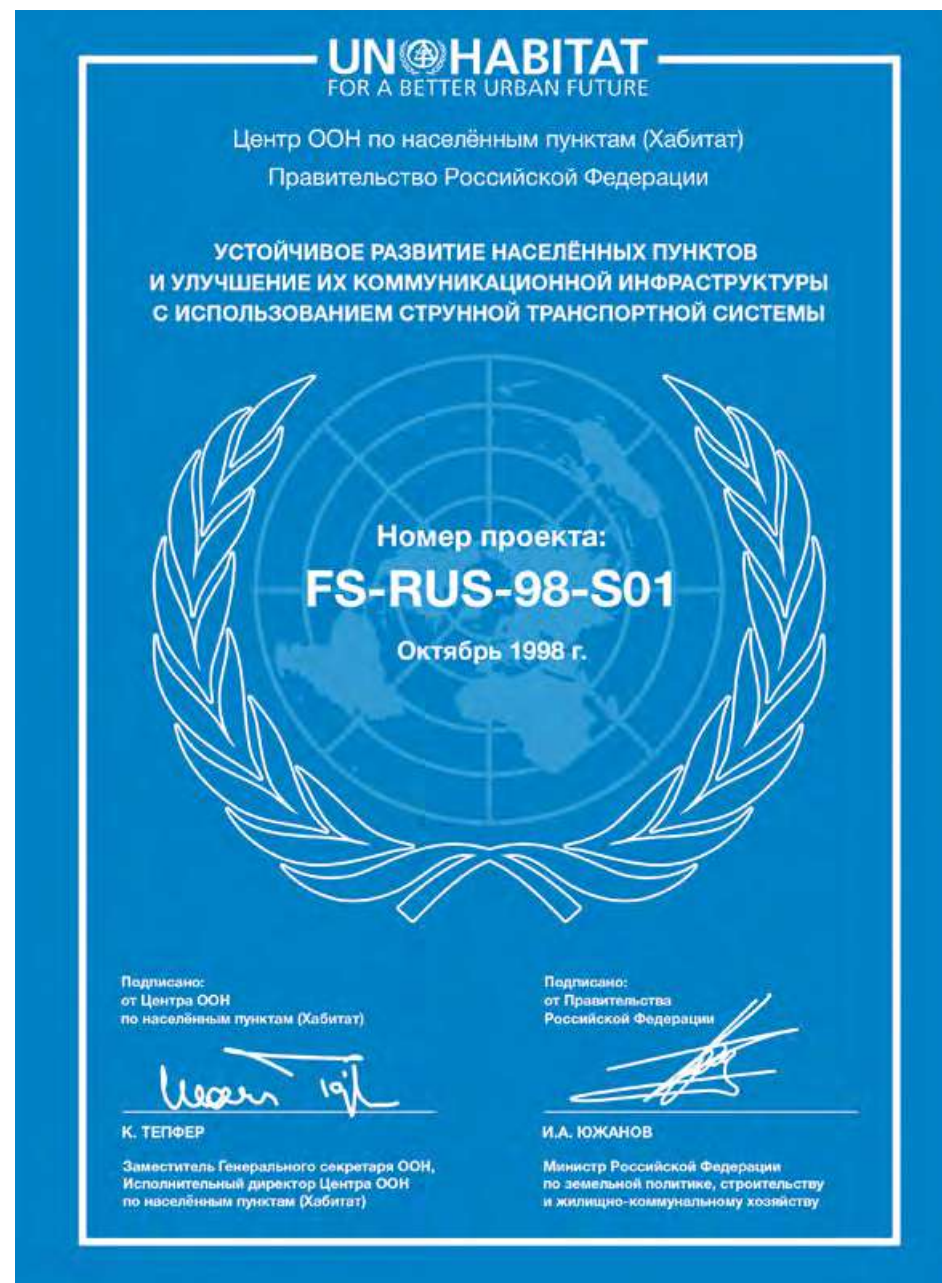 UN HABITAT
FOR A BETTER URBAN FUTURE
Центр ООН по населённым пунктам (Хабитат)
Правительство Российской Федерации
УСТОЙЧИВОЕ РАЗВИТИЕ НАСЕЛЁННЫХ ПУНКТОВ
И УЛУЧШЕНИЕ ИХ КОММУНИКАЦИОННОЙ ИНФРАСТРУКТУРЫ
С ИСПОЛЬЗОВАНИЕМ СТРУННОЙ ТРАНСПОРТНОЙ СИСТЕМЫ
Номер проекта:
FS-RUS-98-S01
Октябрь 1998 г.
Подписано:
от Центра ООН
по населённым пунктам (Хабитат)
К. ТЕПФЕР
Заместитель Генерального секретаря ООН,
Исполнительный директор Центра ООН
по населённым пунктам (Хабитат)
Подписано:
от Правительства
Российской Федерации
И.А. ЮЖАНОВ
Министр Российской Федерации
по земельной политике, строительству
и жилищно-коммунальному хозяйству